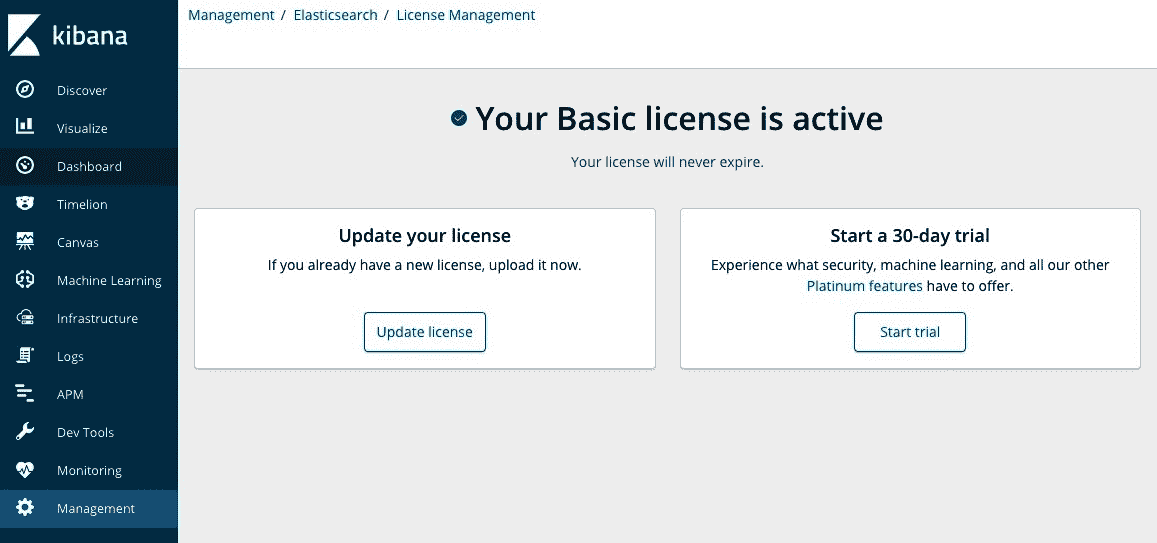 kibana
Discover
Visualize
Dashboard
Timelion
Canvas
Machine Learning
Infrastructure
Logs
APM
Dev Tools
Monitoring
Management
Management / Elasticsearch / License Management
Your Basic license is active
Your license will never expire.
Update your license
If you already have a new license, upload it now.
Update license
Start a 30-day trial
Experience what security, machine learning, and all our other
Platinum features have to offer.
Start trial